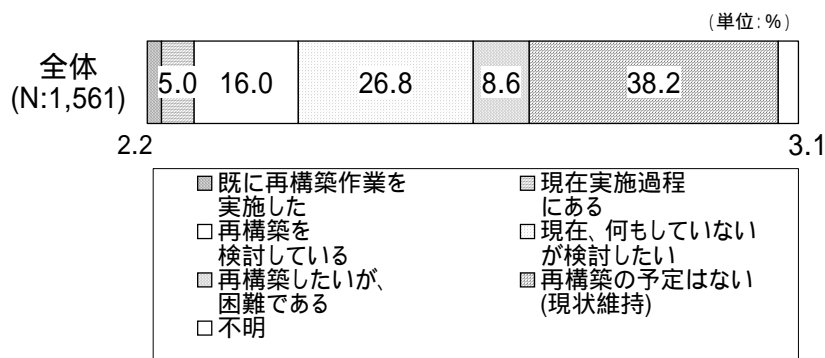 (単位:%)
全体
(N:1,561)
5.0 16.0 26.8 8.6 38.2
2.2 3.1
既に再構築作業を
実施した
現在実施過程
にある
再構築を
検討している
現在、何もしていない
が検討したい
再構築したいが、
困難である
再構築の予定はない
(現状維持)
不明